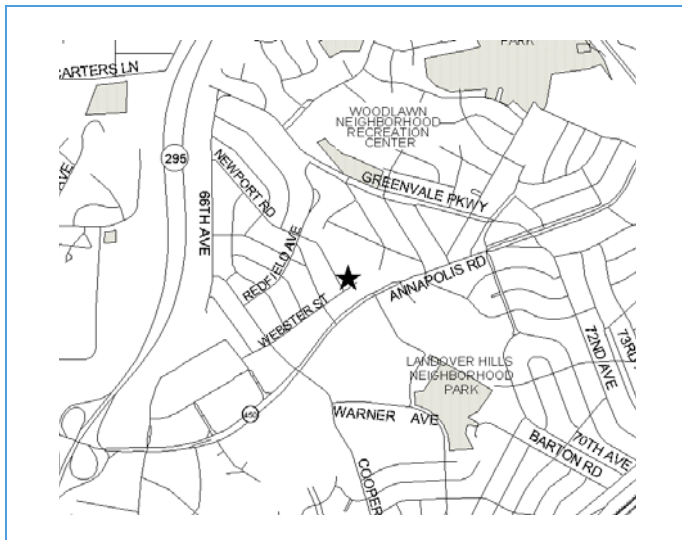 PARK
CARTERS LN
WOODLAWN
NEIGHBORHOOD
RECREATION
CENTER
295
NEWPORT RD
GREENVALE PKWY
66TH AVE
REDFIELD AVE
ANNAPOLIS RD
WEBSTER ST
LANDOVER HILLS
NEIGHBORHOOD
PARK
72ND AVE
73RD
450
WARNER AVE
70TH AVE
BARTON RD
COOPER